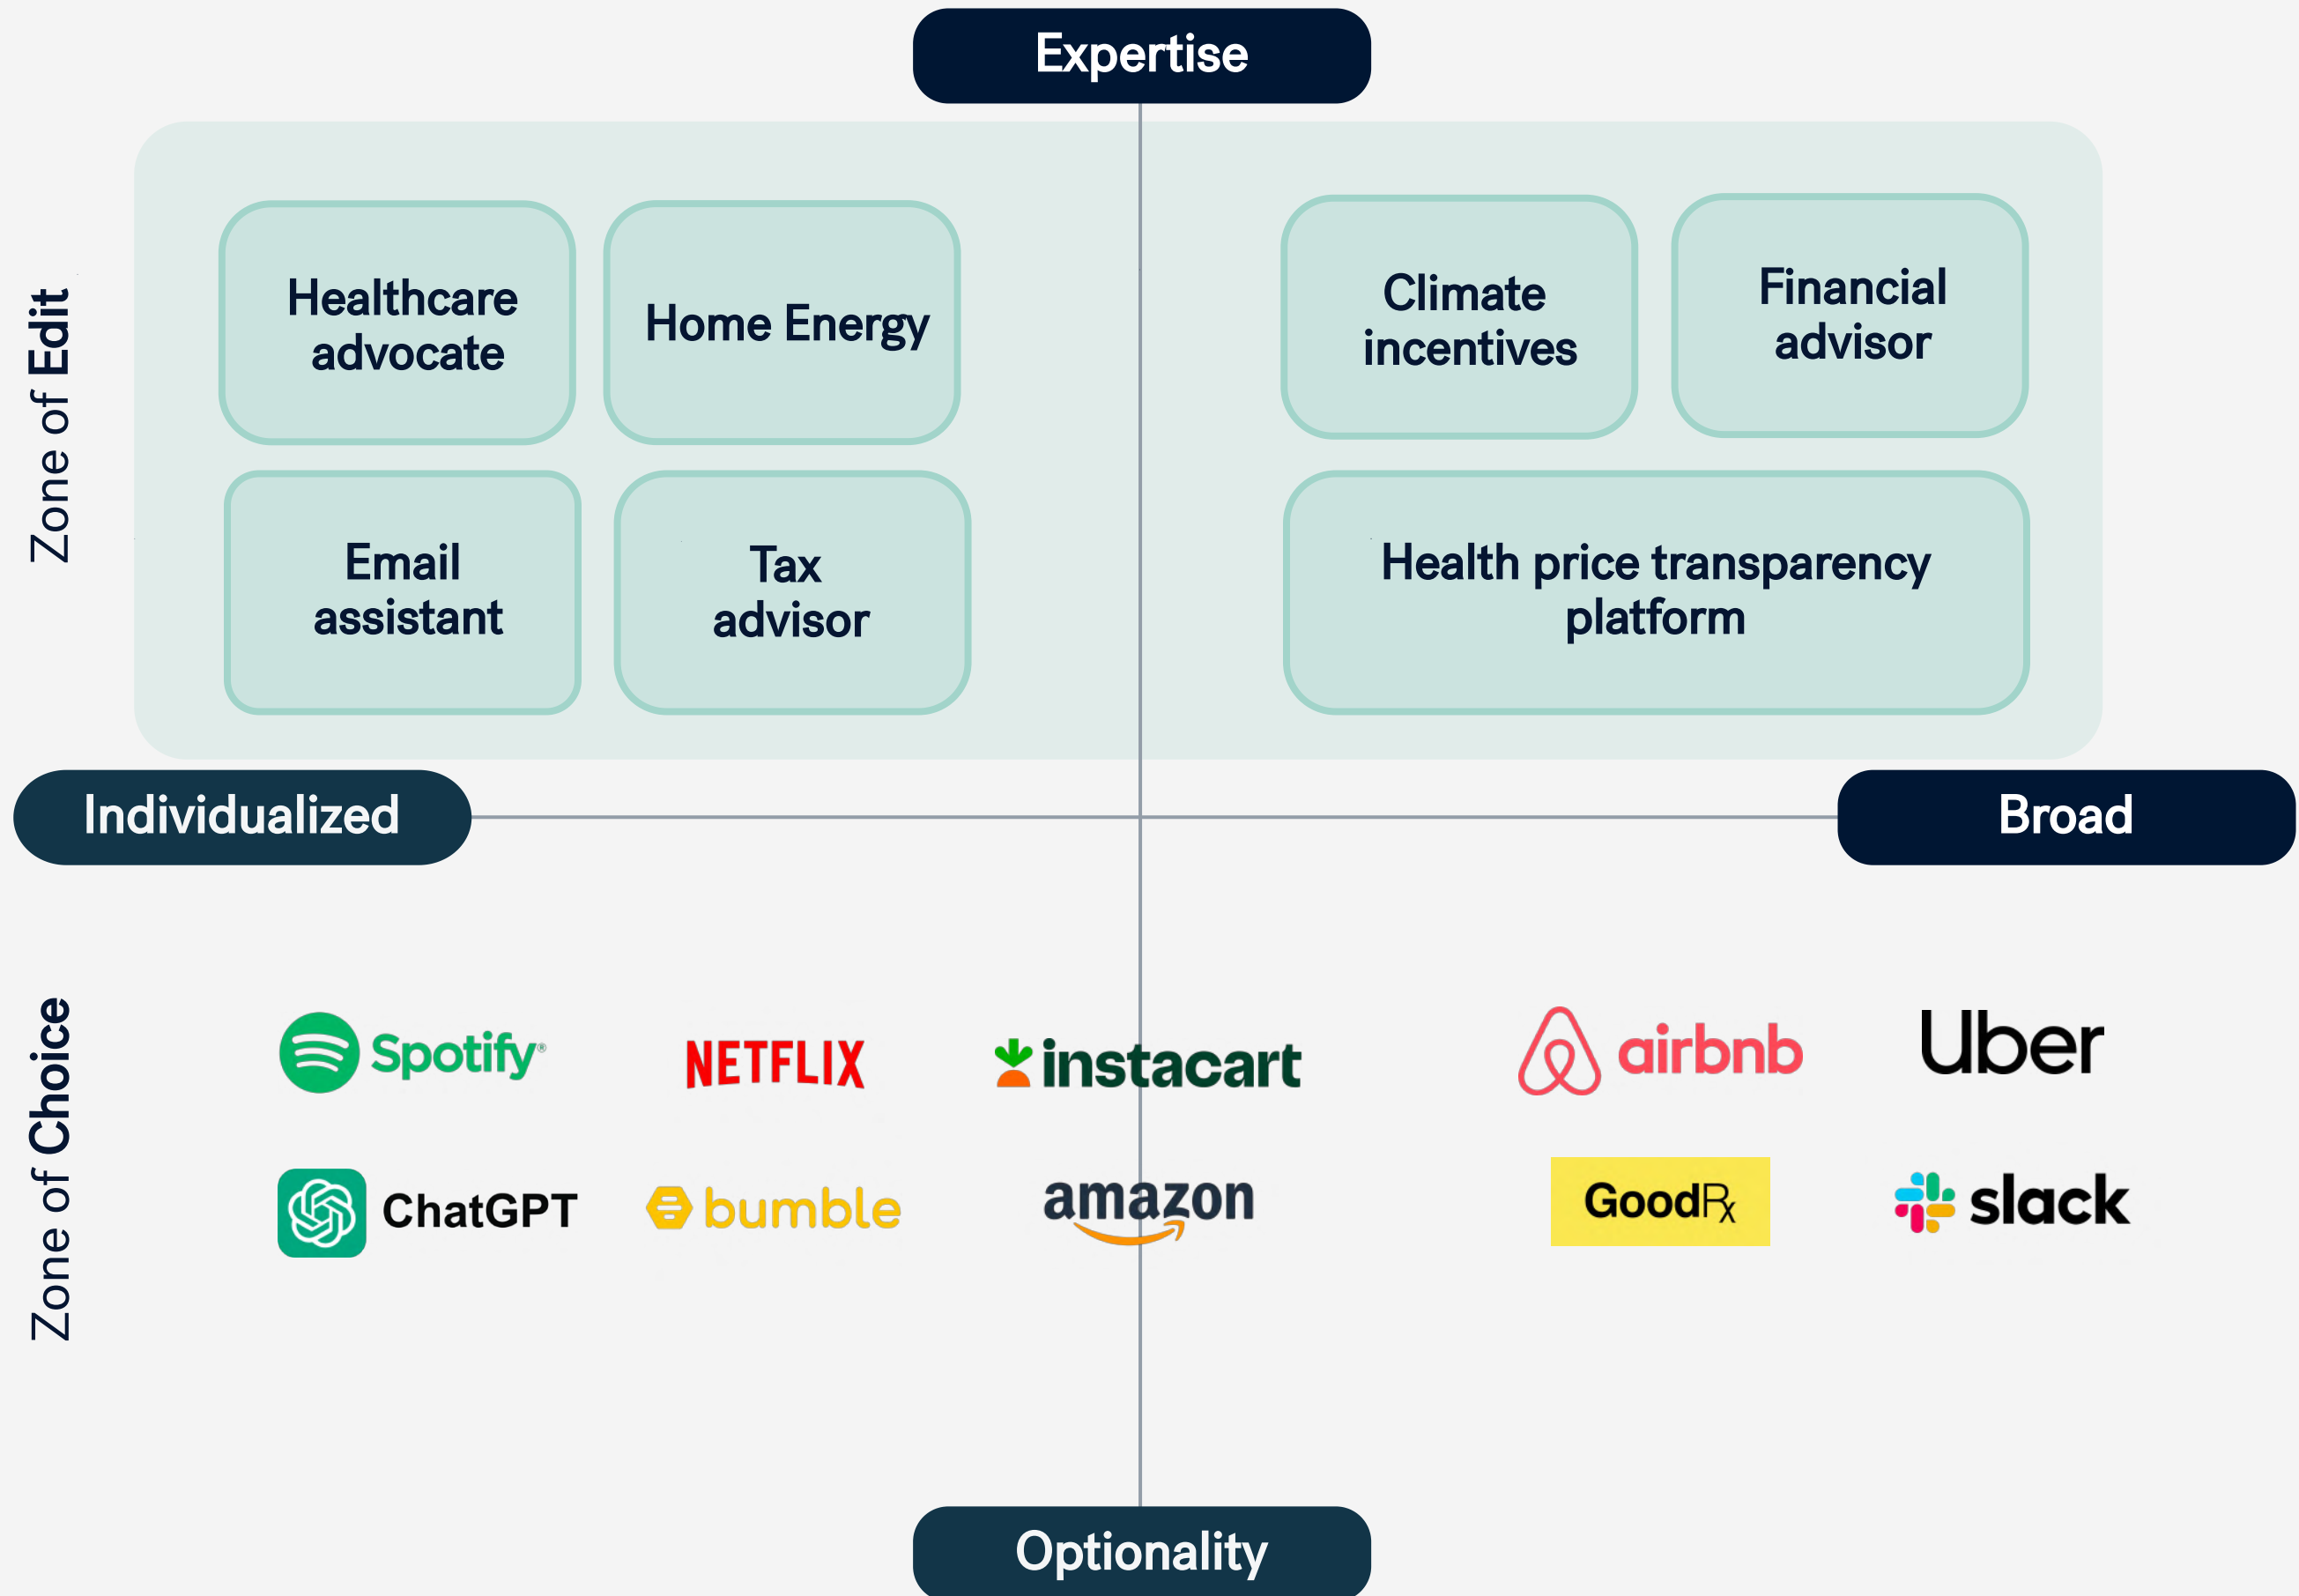 Expertise
Zone of Edit
Healthcare
advocate
Home Energy
Climate
incentives
Financial
advisor
Email
assistant
Tax
advisor
Health price transparency
platform
Individualized
Broad
Zone of Choice
Spotify®
NETFLIX
instacart
airbnb
Uber
ChatGPT
bumble
amazon
GoodRx
slack
Optionality